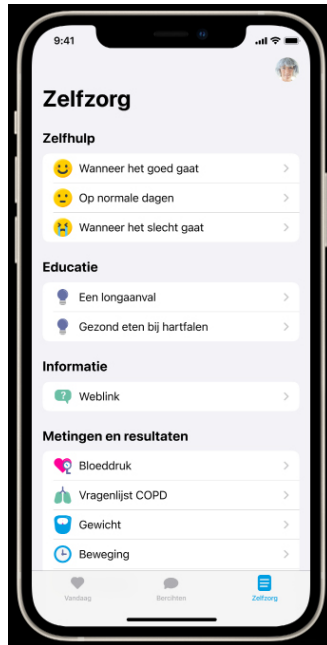 9:41
Zelfzorg
Zelfhulp
Wanneer het goed gaat
Op normale dagen
Wanneer het slecht gaat
Educatie
Een longaanval
Gezond eten bij hartfalen
Informatie
?
Weblink
Metingen en resultaten
Bloeddruk
Vragenlijst COPD
Gewicht
Beweging
Vandaag
Berichten
Zelfzorg